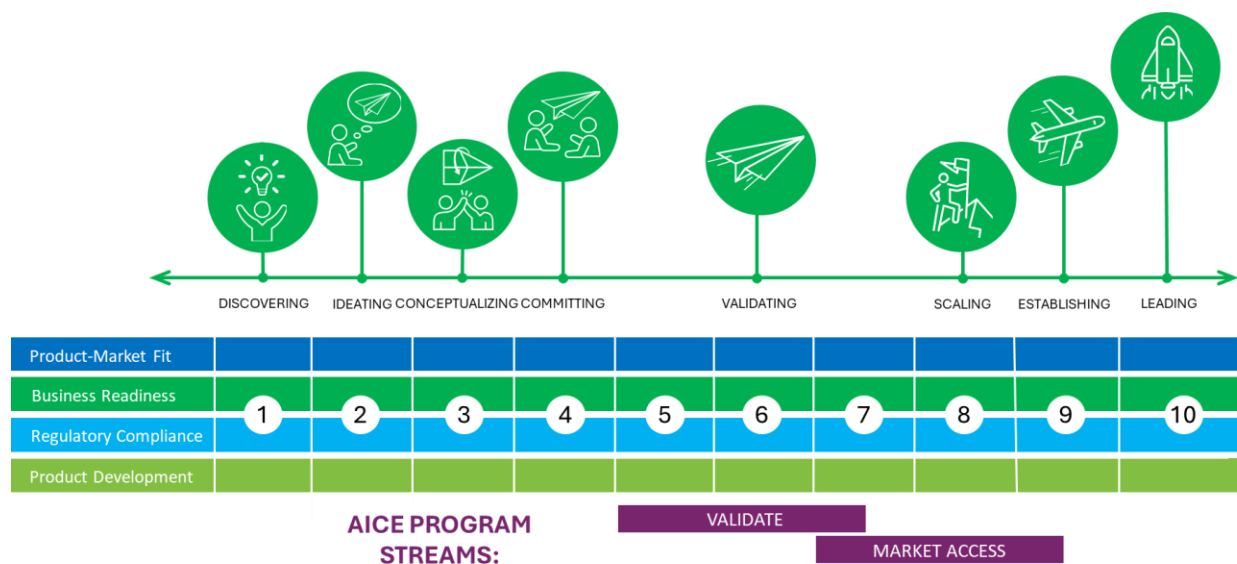 DISCOVERING IDEATING CONCEPTUALIZING COMMITTING VALIDATING SCALING ESTABLISHING LEADING
Product-Market Fit
Business Readiness
1 2 3 4 5 6 7 8 9 10
Regulatory Compliance
Product Development
AICE PROGRAM
STREAMS:
VALIDATE
MARKET ACCESS